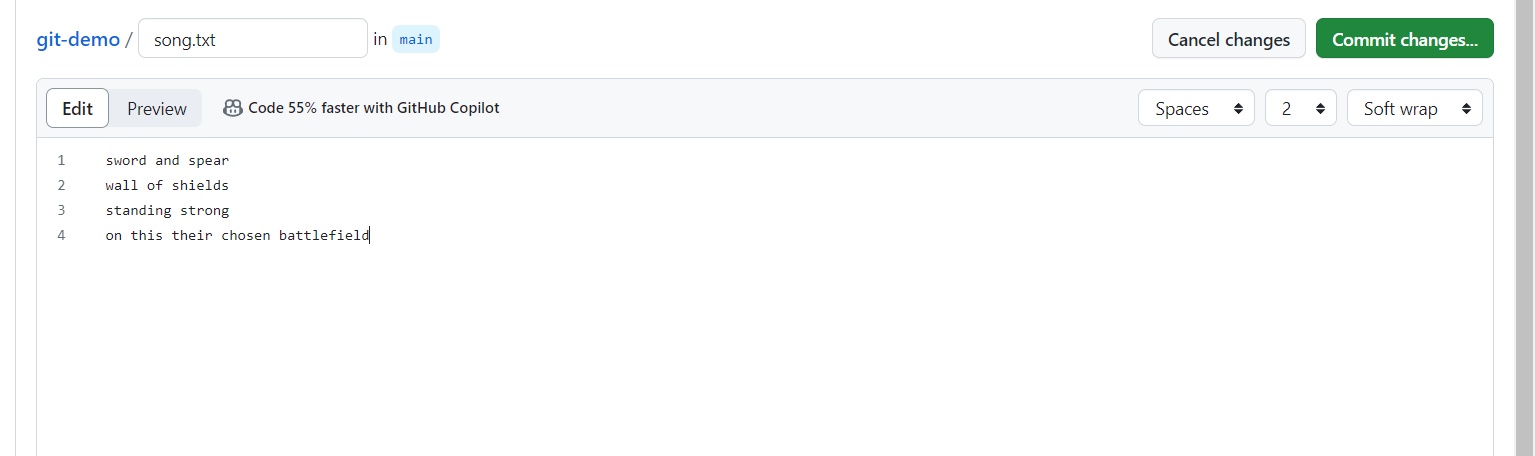 git-demo / song.txt in main Cancel changes Commit changes...
Edit Preview Code 55% faster with GitHub Copilot Spaces 2 Soft wrap
1 sword and spear
2 wall of shields
3 standing strong
4 on this their chosen battlefield